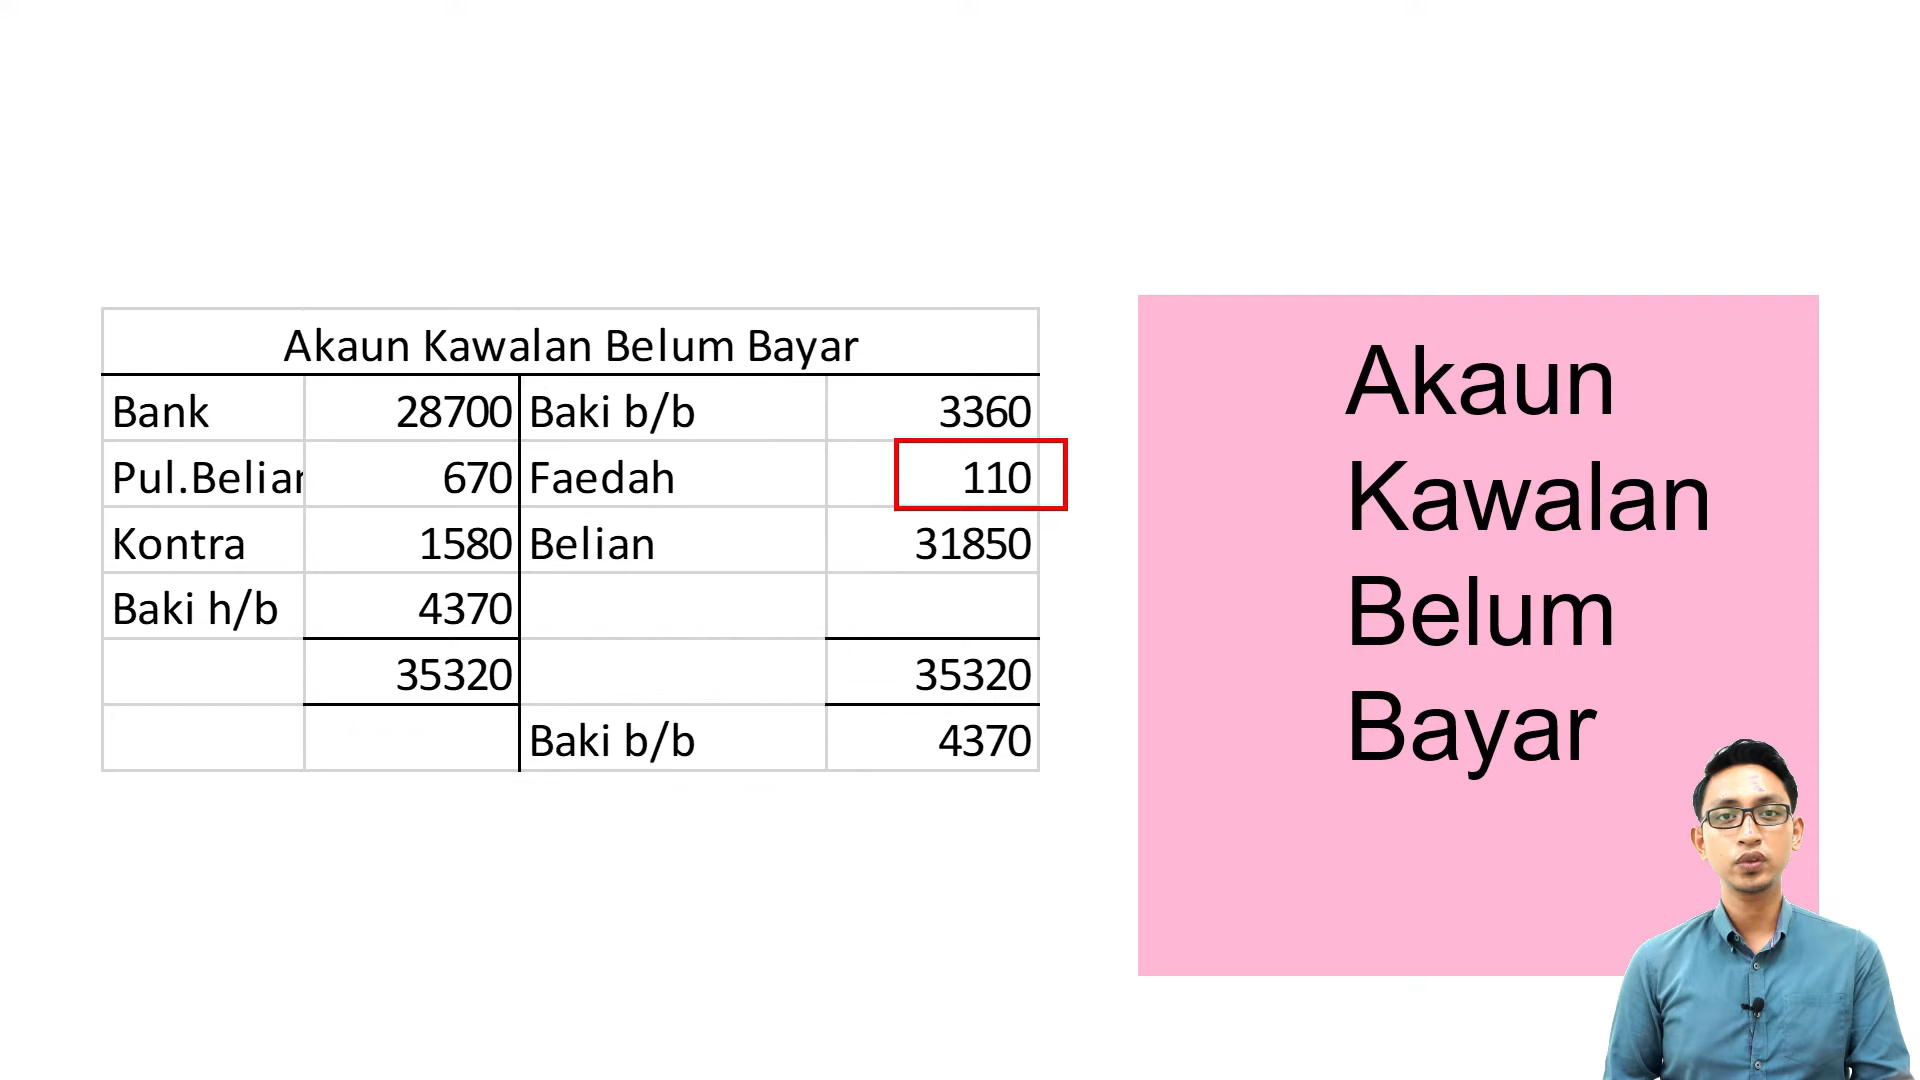 Akaun Kawalan Belum Bayar
Bank 28700 Baki b/b 3360
Pul.Belian 670 Faedah 110
Kontra 1580 Belian 31850
Baki h/b 4370
35320 35320
Baki b/b 4370
Akaun
Kawalan
Belum
Bayar